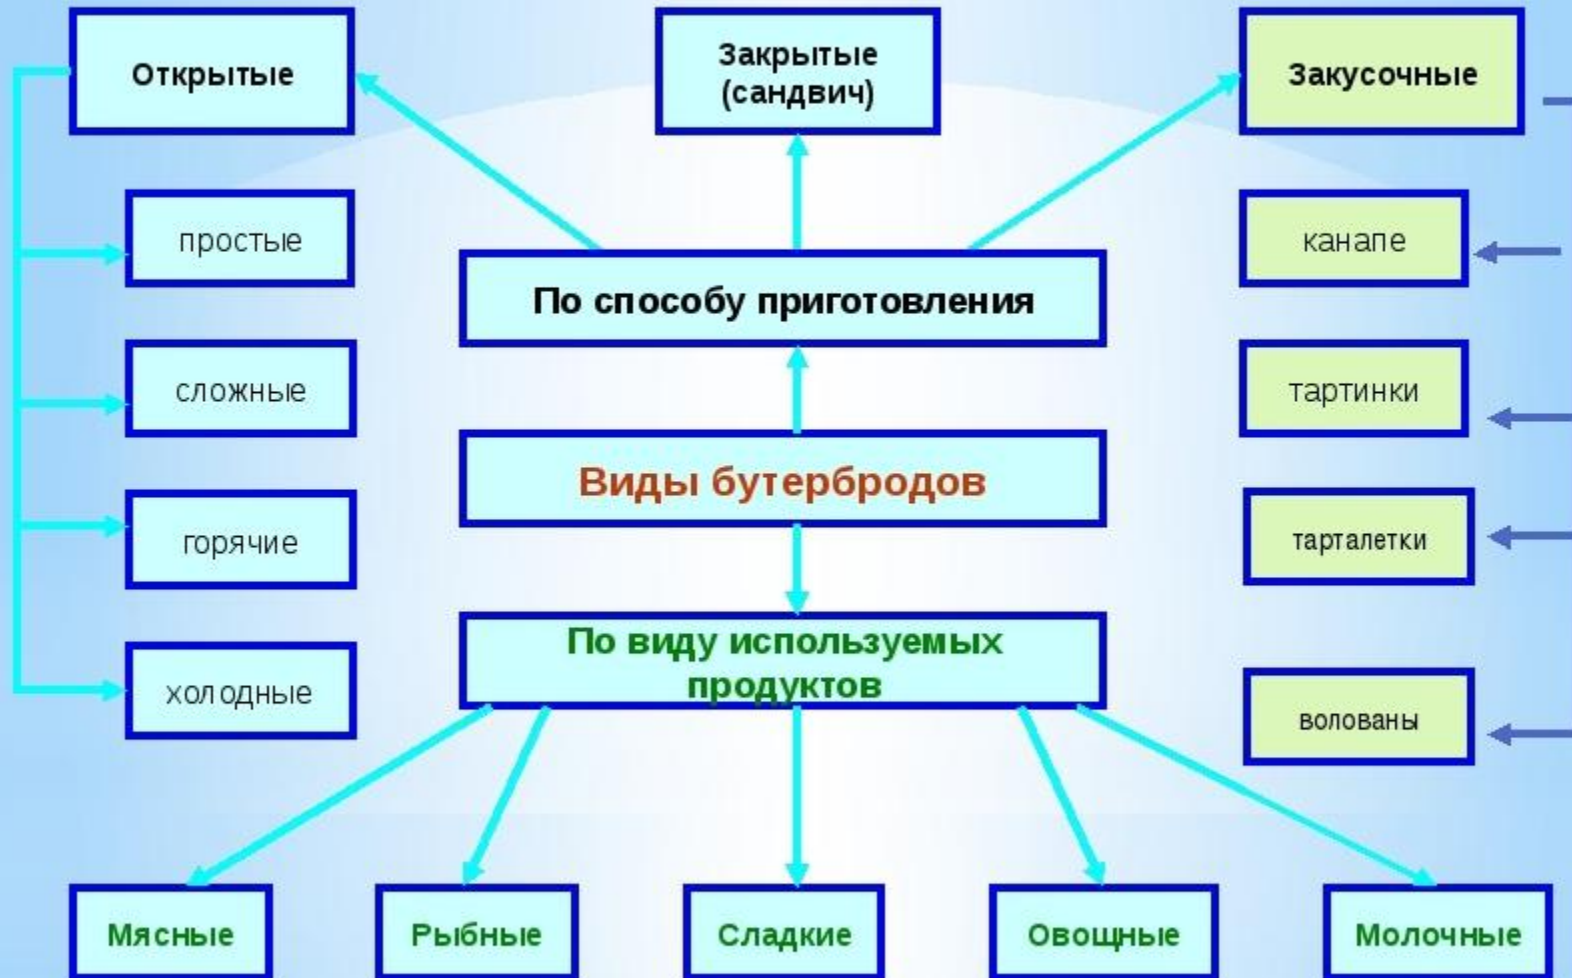 Открытые
Закрытые
(сандвич)
Закусочные
простые
канапе
По способу приготовления
сложные
тартинки
Виды бутербродов
горячие
тарталетки
По виду используемых
продуктов
холодные
волованы
Мясные
Рыбные
Сладкие
Овощные
Молочные